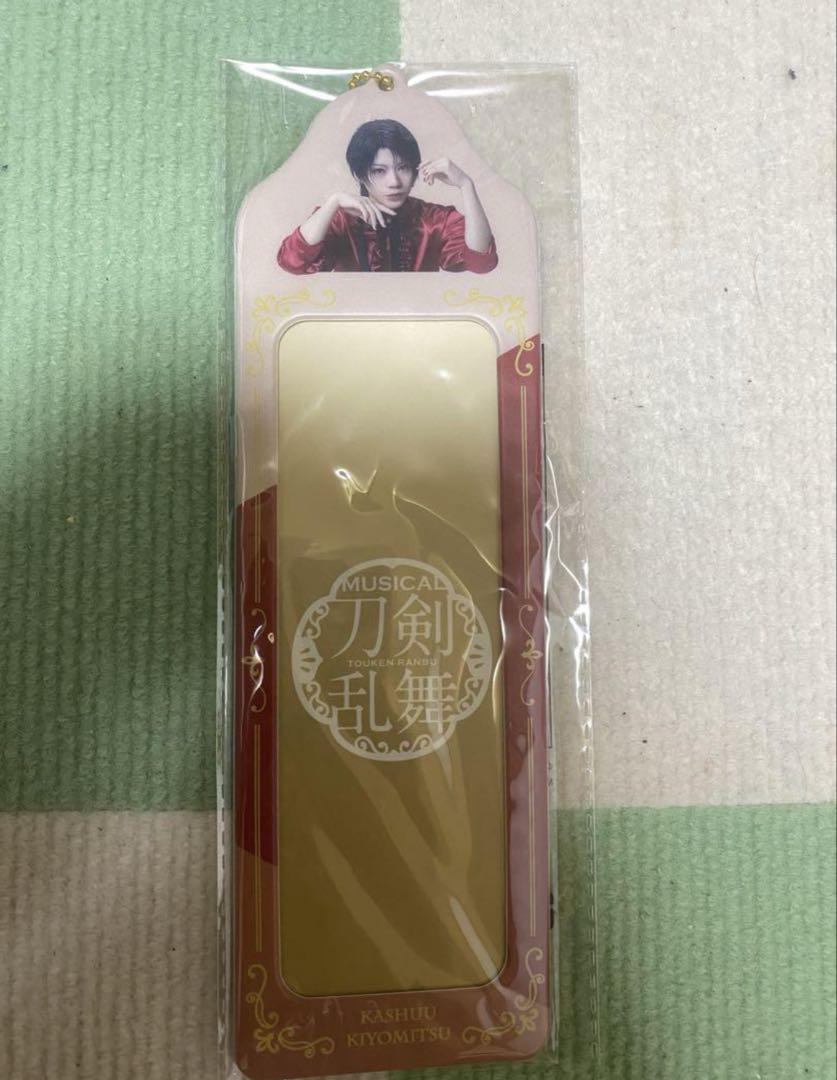 MUSICAL
刀剣
TOUKEN RANBU
乱舞
KASHUU
KIYOMITSU